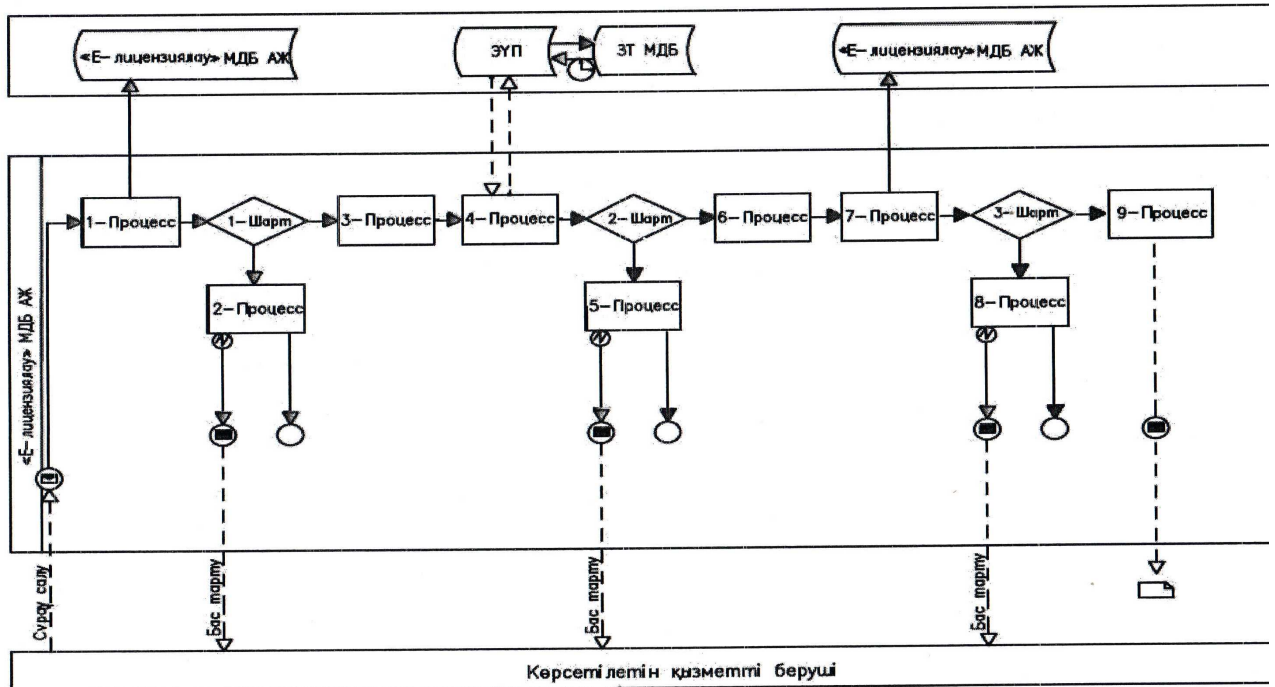 «Е-лицензиялау» МДБ АЖ
ЭҮП
ЗТ МДБ
«Е-лицензиялау» МДБ АЖ
«Е-лицензиялау» МДБ АЖ
1-Процесс
1-Шарт
3-Процесс
4-Процесс
2-Шарт
6-Процесс
7-Процесс
3-Шарт
9-Процесс
2-Процесс
5-Процесс
8-Процесс
Сұрау салу
Бас тарту
Бас тарту
Бас тарту
Көрсетілетін қызметті беруші